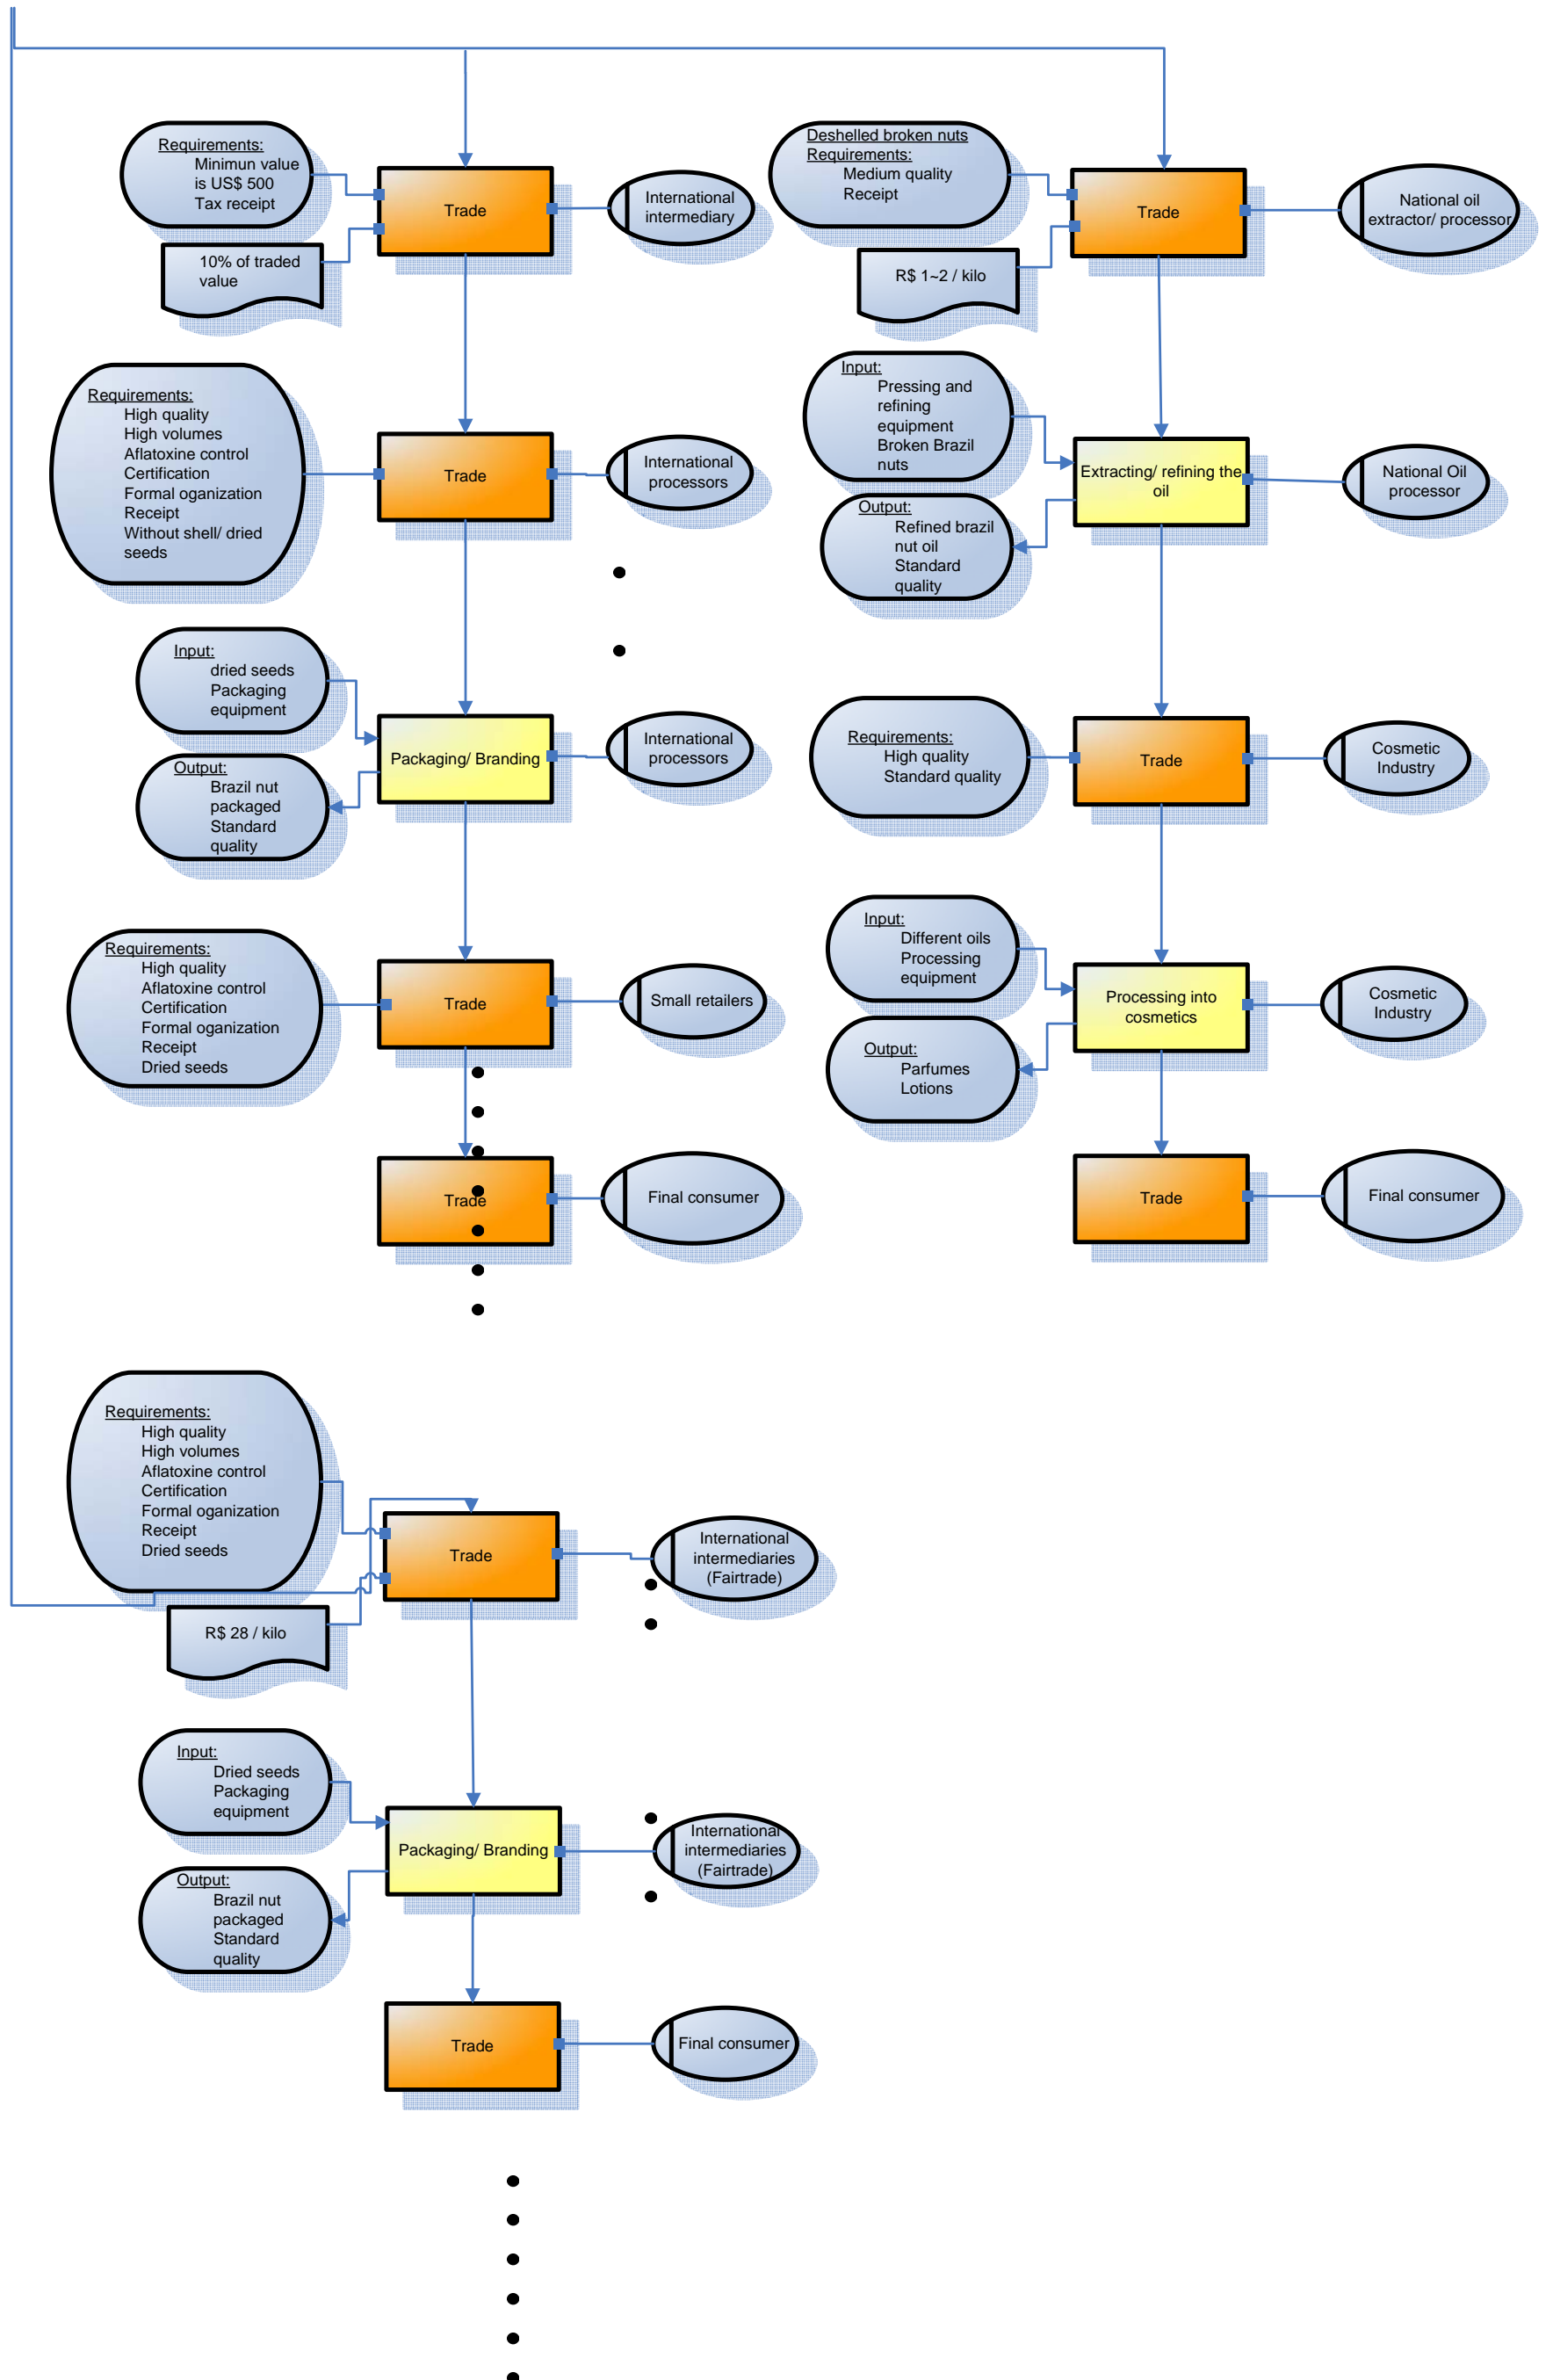 Requirements:
Minimun value
is US$ 500
Tax receipt
Trade
International
intermediary
10% of traded
value
Deshelled broken nuts
Requirements:
Medium quality
Receipt
Trade
National oil
extractor/ processor
R$ 1~2 / kilo
Requirements:
High quality
High volumes
Aflatoxine control
Certification
Formal oganization
Receipt
Without shell/ dried
seeds
Trade
International
processors
Input:
Pressing and
refining
equipment
Broken Brazil
nuts
Extracting/ refining the
oil
National Oil
processor
Output:
Refined brazil
nut oil
Standard
quality
Input:
dried seeds
Packaging
equipment
Packaging/ Branding
International
processors
Output:
Brazil nut
packaged
Standard
quality
Requirements:
High quality
Standard quality
Trade
Cosmetic
Industry
Requirements:
High quality
Aflatoxine control
Certification
Formal oganization
Receipt
Dried seeds
Trade
Small retailers
Input:
Different oils
Processing
equipment
Processing into
cosmetics
Cosmetic
Industry
Output:
Parfumes
Lotions
Trade
Final consumer
Trade
Final consumer
Requirements:
High quality
High volumes
Aflatoxine control
Certification
Formal oganization
Receipt
Dried seeds
Trade
International
intermediaries
(Fairtrade)
R$ 28 / kilo
Input:
Dried seeds
Packaging
equipment
Packaging/ Branding
International
intermediaries
(Fairtrade)
Output:
Brazil nut
packaged
Standard
quality
Trade
Final consumer